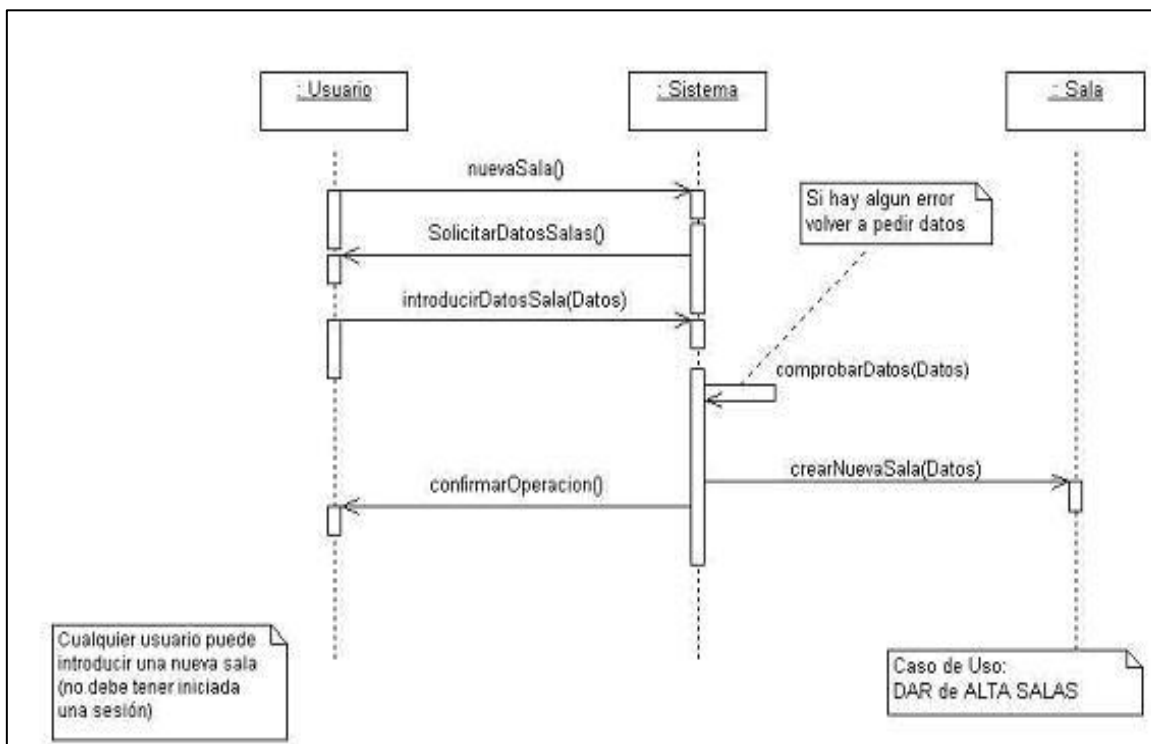 : Usuario
: Sistema
: Sala
nuevaSala()
Si hay algun error
volver a pedir datos
SolicitarDatosSalas()
introducirDatosSala(Datos)
comprobarDatos(Datos)
crearNuevaSala(Datos)
confirmarOperacion()
Cualquier usuario puede
introducir una nueva sala
(no debe tener iniciada
una sesión)
Caso de Uso:
DAR de ALTA SALAS